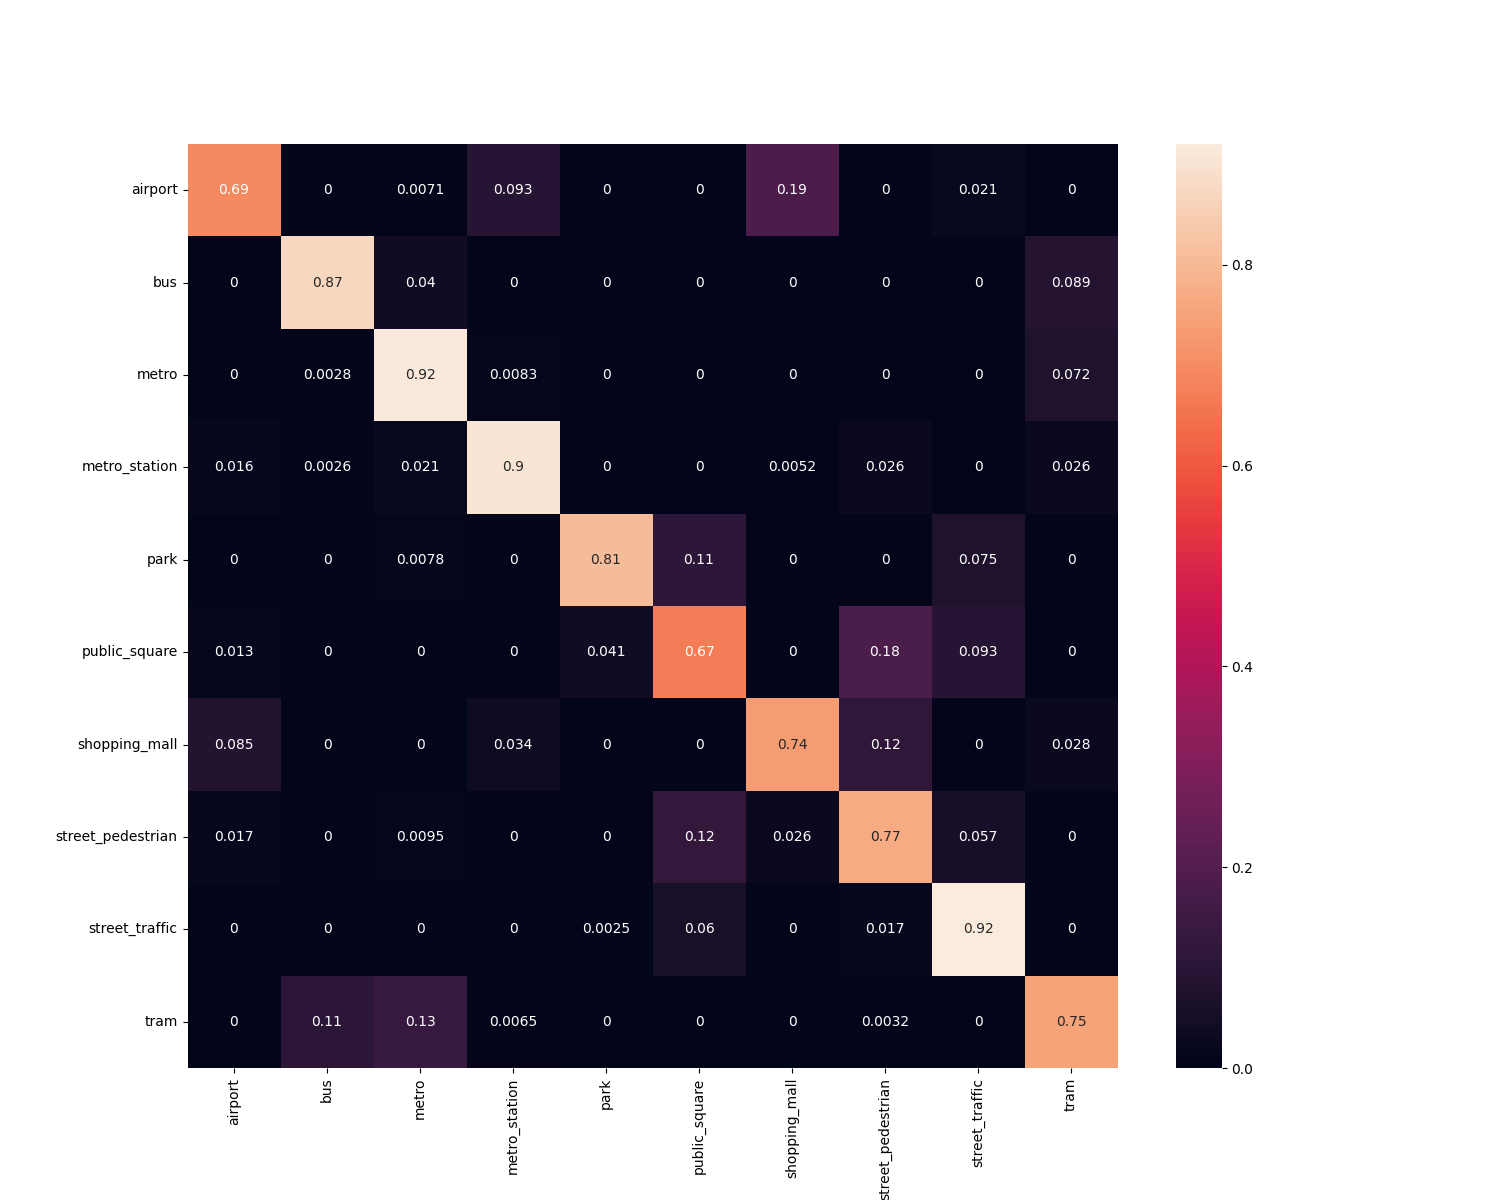 airport 0.69 0 0.0071 0.093 0 0 0.19 0 0.021 0
bus 0 0.87 0.04 0 0 0 0 0 0 0.089
metro 0 0.0028 0.92 0.0083 0 0 0 0 0 0.072
metro_station 0.016 0.0026 0.021 0.9 0 0 0.0052 0.026 0 0.026
park 0 0 0.0078 0 0.81 0.11 0 0 0.075 0
public_square 0.013 0 0 0 0.041 0.67 0 0.18 0.093 0
shopping_mall 0.085 0 0 0.034 0 0 0.74 0.12 0 0.028
street_pedestrian 0.017 0 0.0095 0 0 0.12 0.026 0.77 0.057 0
street_traffic 0 0 0 0 0.0025 0.06 0 0.017 0.92 0
tram 0 0.11 0.13 0.0065 0 0 0 0.0032 0 0.75
airport
bus
metro
metro_station
park
public_square
shopping_mall
street_pedestrian
street_traffic
tram
0.8
0.6
0.4
0.2
0.0